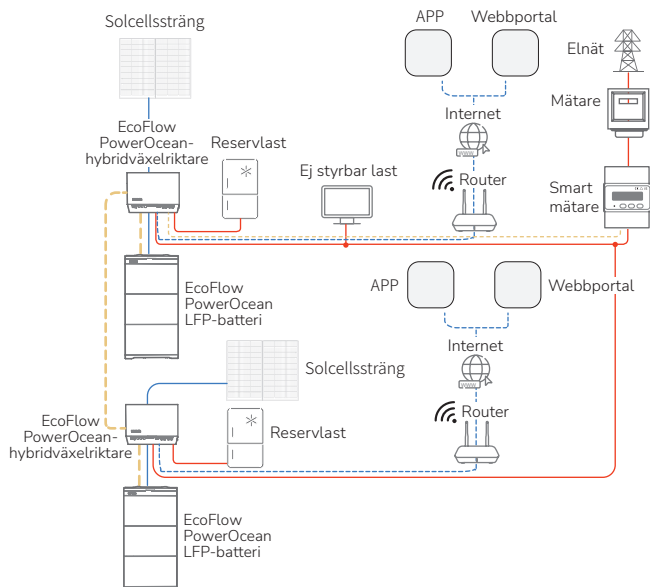 Solcellssträng
APP
Webbportal
Elnät
Mätare
Internet
EcoFlow
PowerOcean-
hybridväxelriktare
Reservlast
Ej styrbar last
Router
Smart
mätare
EcoFlow
PowerOcean
LFP-batteri
APP
Webbportal
Solcellssträng
Internet
EcoFlow
PowerOcean-
hybridväxelriktare
Reservlast
Router
EcoFlow
PowerOcean
LFP-batteri